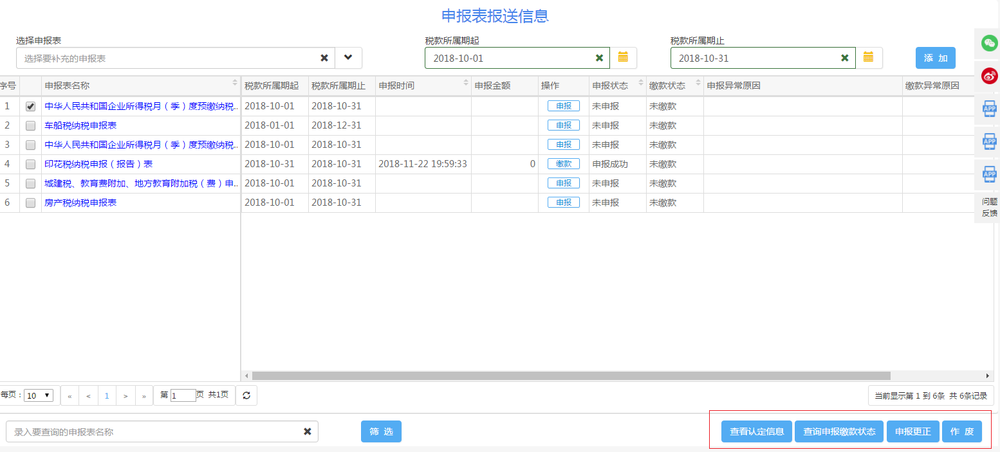 申报表报送信息
选择申报表 税款所属期起 税款所属期止
选择要补充的申报表 2018-10-01 2018-10-31 添 加
序号 申报表名称 税款所属期起 税款所属期止 申报时间 申报金额 操作 申报状态 缴款状态 申报异常原因 缴款异常原因
1 中华人民共和国企业所得税月（季）度预缴纳税.. 2018-10-01 2018-10-31 申报 未申报 未缴款
2 车船税纳税申报表 2018-01-01 2018-12-31 申报 未申报 未缴款
3 中华人民共和国企业所得税月（季）度预缴纳税.. 2018-10-01 2018-10-31 申报 未申报 未缴款
4 印花税纳税申报（报告）表 2018-10-31 2018-10-31 2018-11-22 19:59:33 0 缴款 申报成功 未缴款
5 城建税、教育费附加、地方教育附加税（费）申.. 2018-10-01 2018-10-31 申报 未申报 未缴款
6 房产税纳税申报表 2018-10-01 2018-10-31 申报 未申报 未缴款
APP
APP
APP
问题
反馈
每页： 10 « < 1 > » 第 1 页 共1页 当前显示第 1 到 6条 共 6条记录
录入要查询的申报表名称 筛 选 查看认定信息 查询申报缴款状态 申报更正 作 废